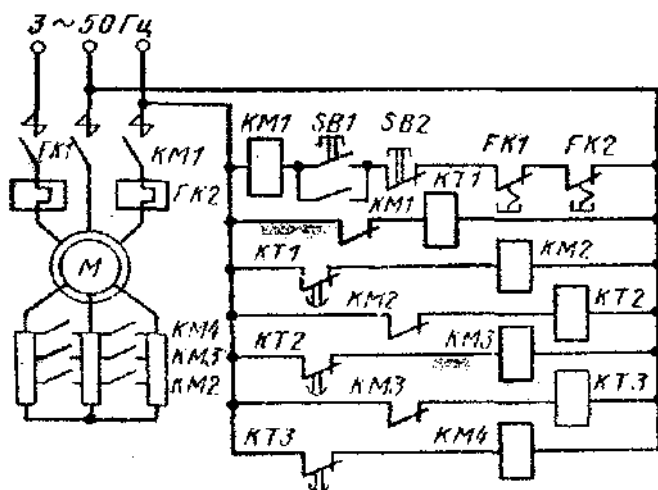 3 ~ 50 Гц
KM1 SB1 SB2 FK1 FK2
FK1 KM1
FK2
KM1 KT1
M
KT1 KM2
KM2 KT2
KM4
KM3
KM2
KT2 KM3
KM3 KT3
KT3 KM4